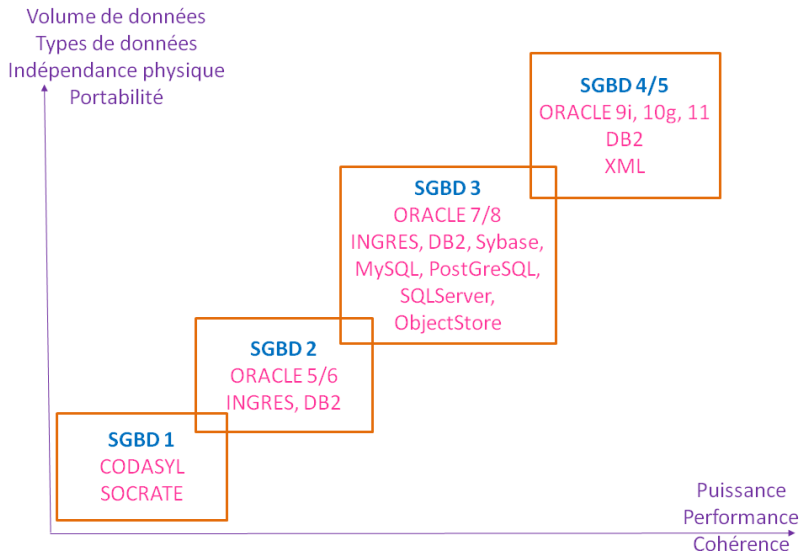 Volume de données
Types de données
Indépendance physique
Portabilité
SGBD 4/5
ORACLE 9i, 10g, 11
DB2
XML
SGBD 3
ORACLE 7/8
INGRES, DB2, Sybase,
MySQL, PostGreSQL,
SQLServer,
ObjectStore
SGBD 2
ORACLE 5/6
INGRES, DB2
SGBD 1
CODASYL
SOCRATE
Puissance
Performance
Cohérence